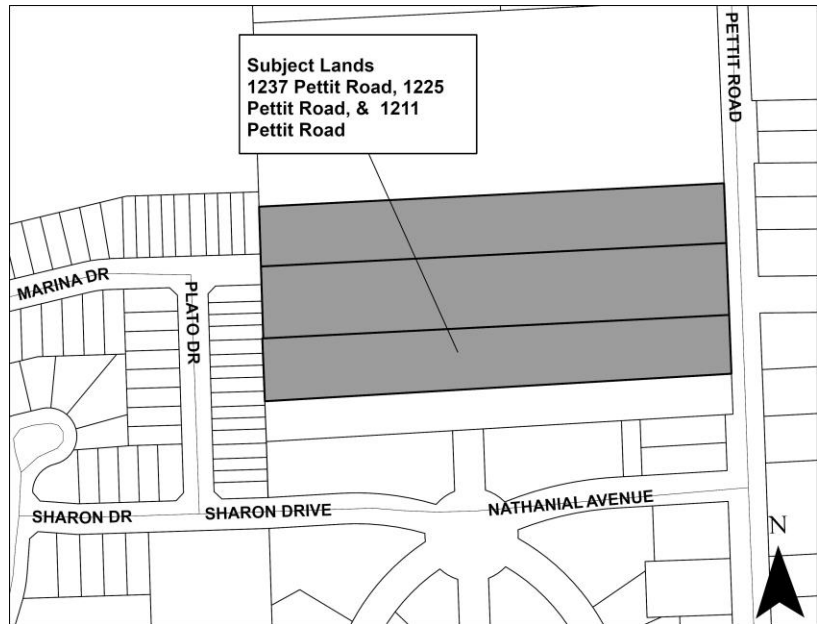 Subject Lands
1237 Pettit Road, 1225
Pettit Road, & 1211
Pettit Road
PETTIT ROAD
MARINA DR
PLATO DR
SHARON DR
SHARON DRIVE
NATHANIAL AVENUE
N